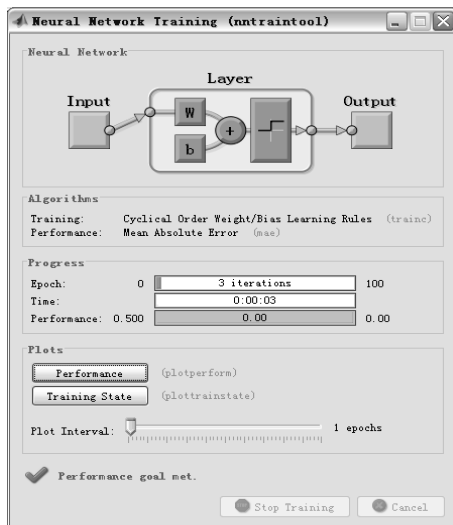 Neural Network Training (nntraintool)
Neural Network
Layer
Input
Output
W
b
+
Algorithms
Training: Cyclical Order Weight/Bias Learning Rules (trainc)
Performance: Mean Absolute Error (mae)
Progress
Epoch: 0 3 iterations 100
Time: 0:00:03
Performance: 0.500 0.00 0.00
Plots
Performance (plotperform)
Training State (plottrainstate)
Plot Interval: 1 epochs
Performance goal met.
Stop Training Cancel